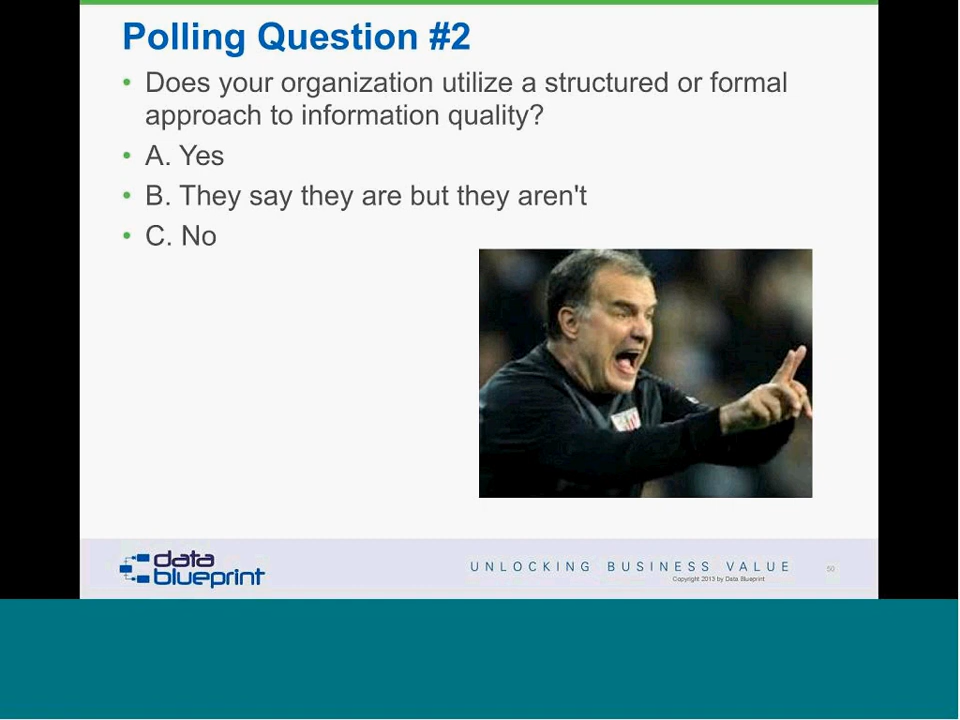 Polling Question #2
• Does your organization utilize a structured or formal
approach to information quality?
• A. Yes
• B. They say they are but they aren't
• C. No
data
blueprint
UNLOCKING BUSINESS VALUE
Copyright 2013 by Data Blueprint
50